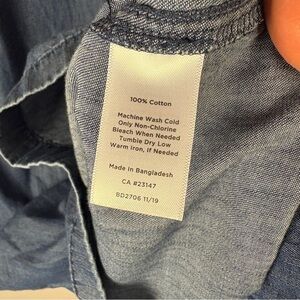 100% Cotton
Machine Wash Cold
Only Non-Chlorine
Bleach When Needed
Tumble Dry Low
Warm Iron, If Needed
Made in Bangladesh
CA #23147
BD2706 11/19